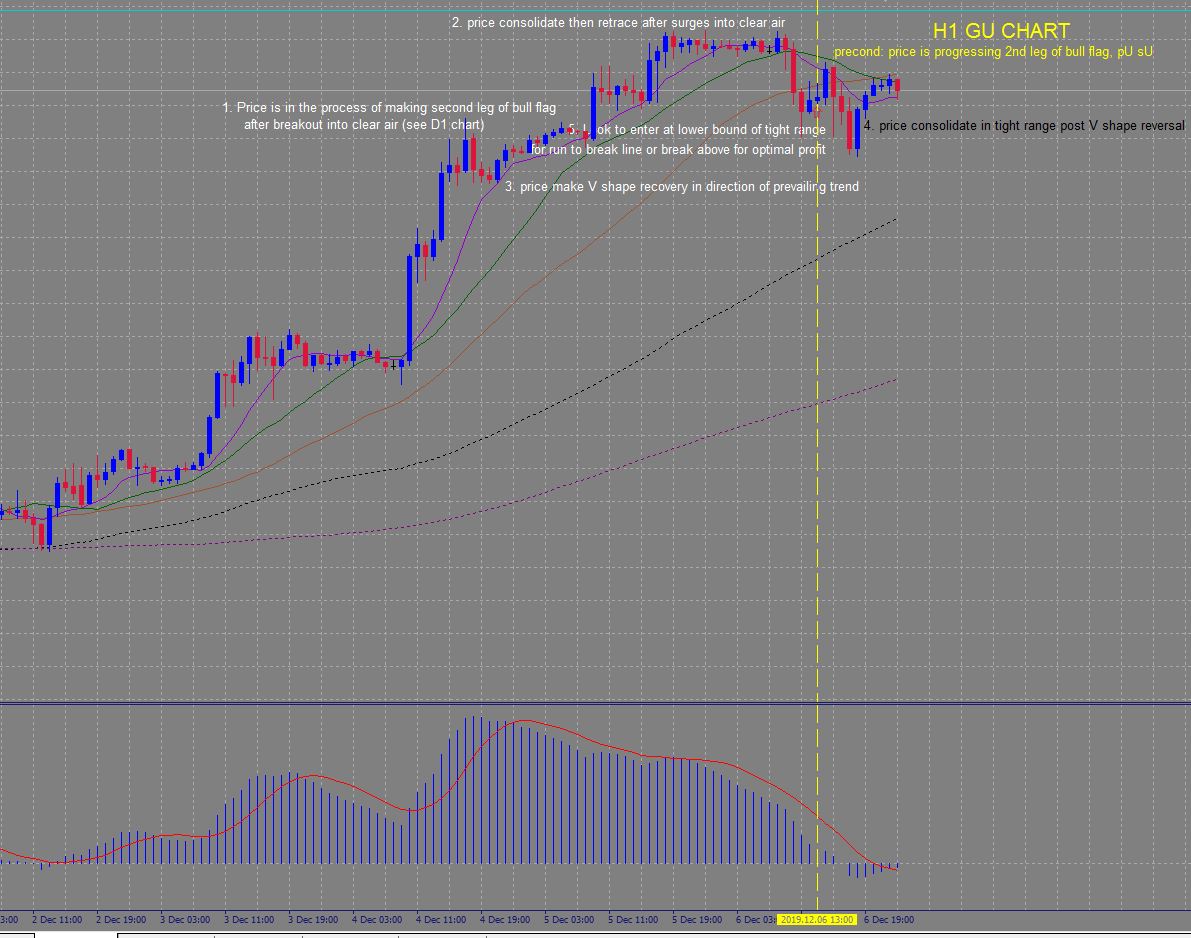 2. price consolidate then retrace after surges into clear air
H1 GU CHART
precond: price is progressing 2nd leg of bull flag, pU sU
1. Price is in the process of making second leg of bull flag
after breakout into clear air (see D1 chart)
5. L ok to enter at lower bound of tight range
4. price consolidate in tight range post V shape reversal
for run to break line or break above for optimal profit
3. price make V shape recovery in direction of prevailing trend
3:00 2 Dec 11:00 2 Dec 19:00 3 Dec 03:00 3 Dec 11:00 3 Dec 19:00 4 Dec 03:00 4 Dec 11:00 4 Dec 19:00 5 Dec 03:00 5 Dec 11:00 5 Dec 19:00 6 Dec 03: 2019.12.06 13:00 6 Dec 19:00